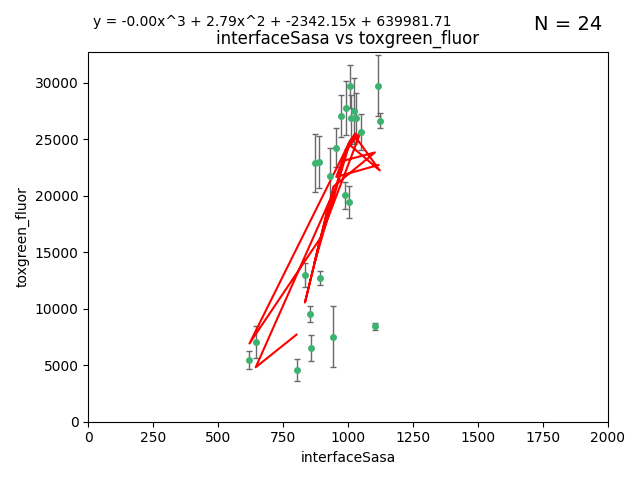 y = -0.00x^3 + 2.79x^2 + -2342.15x + 639981.71
N = 24
interfaceSasa vs toxgreen_fluor
30000
25000
20000
15000
10000
5000
0
toxgreen_fluor
0 250 500 750 1000 1250 1500 1750 2000
interfaceSasa